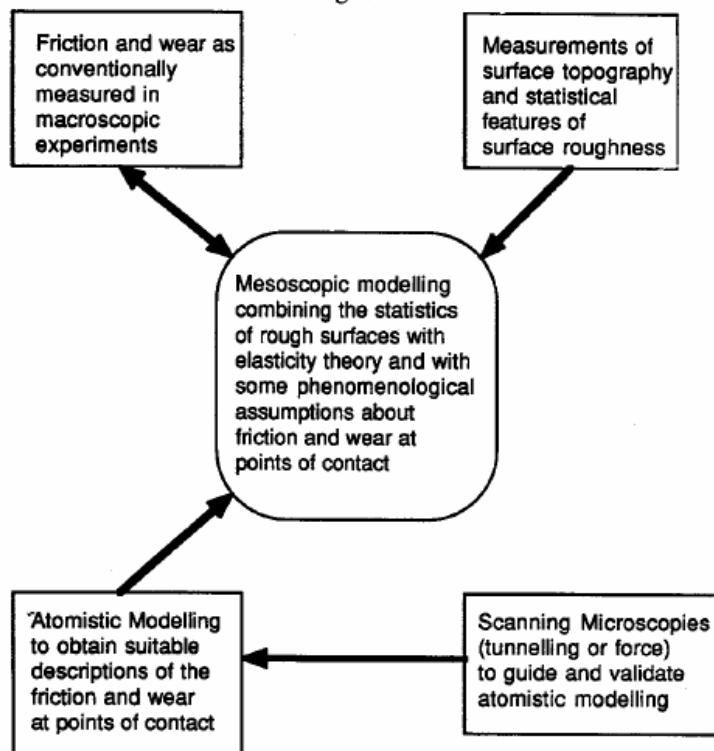 Friction and wear as
conventionally
measured in
macroscopic
experiments
Measurements of
surface topography
and statistical
features of
surface roughness
Mesoscopic modelling
combining the statistics
of rough surfaces with
elasticity theory and with
some phenomenological
assumptions about
friction and wear at
points of contact
Atomistic Modelling
to obtain suitable
descriptions of the
friction and wear
at points of contact
Scanning Microscopies
(tunnelling or force)
to guide and validate
atomistic modelling